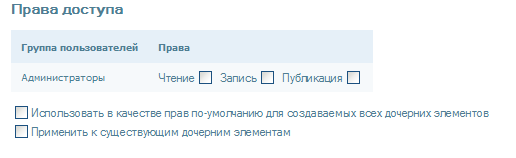 Права доступа
Группа пользователей Права
Администраторы Чтение Запись Публикация
Использовать в качестве прав по-умолчанию для создаваемых всех дочерних элементов
Применить к существующим дочерним элементам